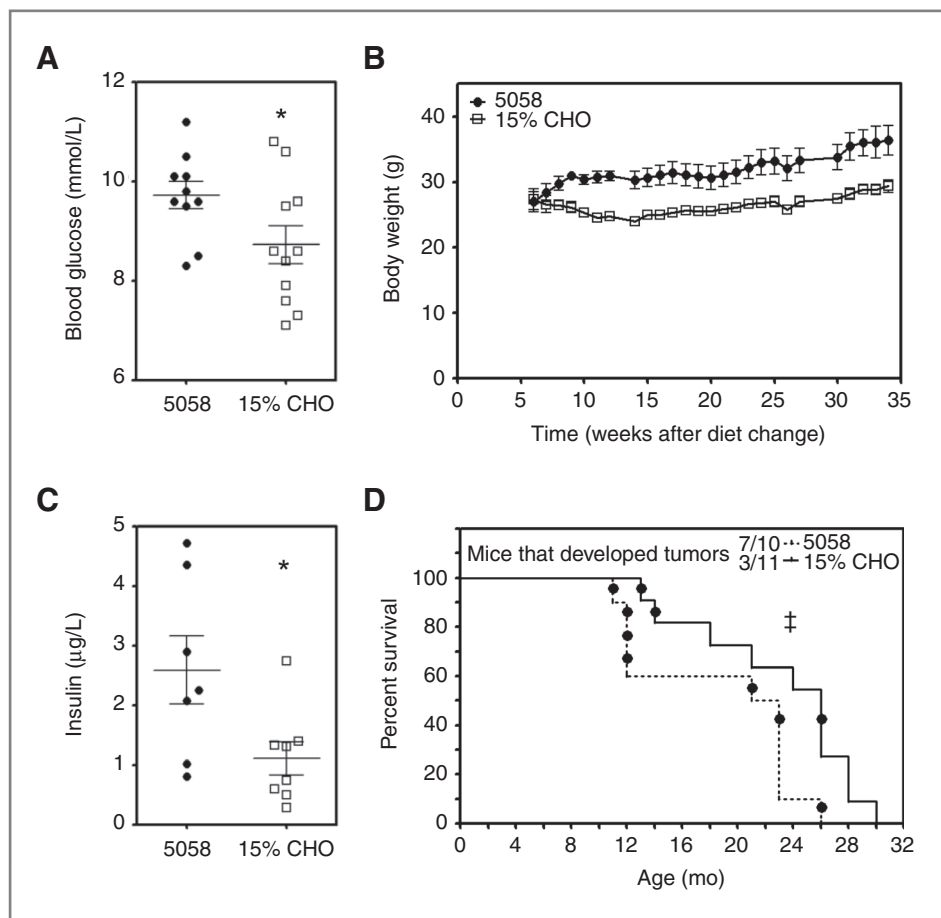 A
Blood glucose (mmol/L)
12
10
8
6
*
5058
15% CHO
B
Body weight (g)
40
30
20
10
0
5058
15% CHO
0 5 10 15 20 25 30 35
Time (weeks after diet change)
C
Insulin (µg/L)
5
4
3
2
1
0
*
5058
15% CHO
D
Percent survival
100
80
60
40
20
0
Mice that developed tumors
7/10 5058
3/11 15% CHO
‡
0 4 8 12 16 20 24 28 32
Age (mo)